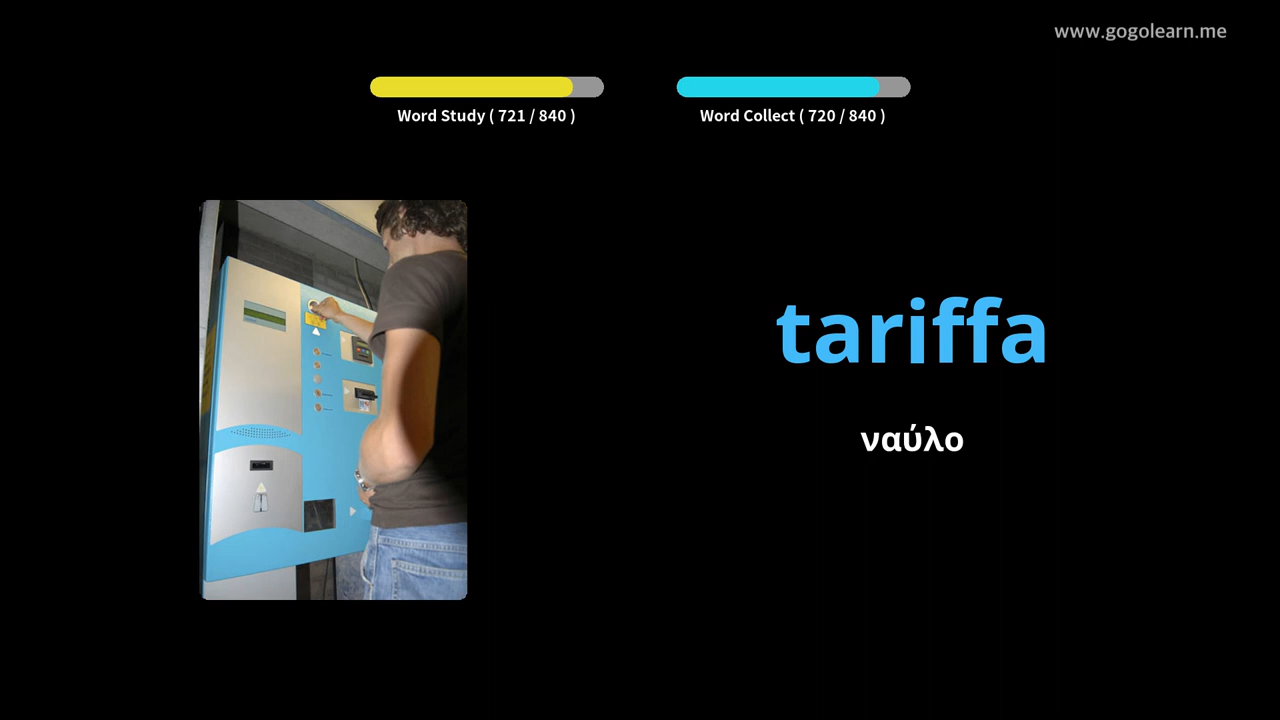 www.gogolearn.me
Word Study ( 721 / 840 )
Word Collect ( 720 / 840 )
tariffa
ναύλο